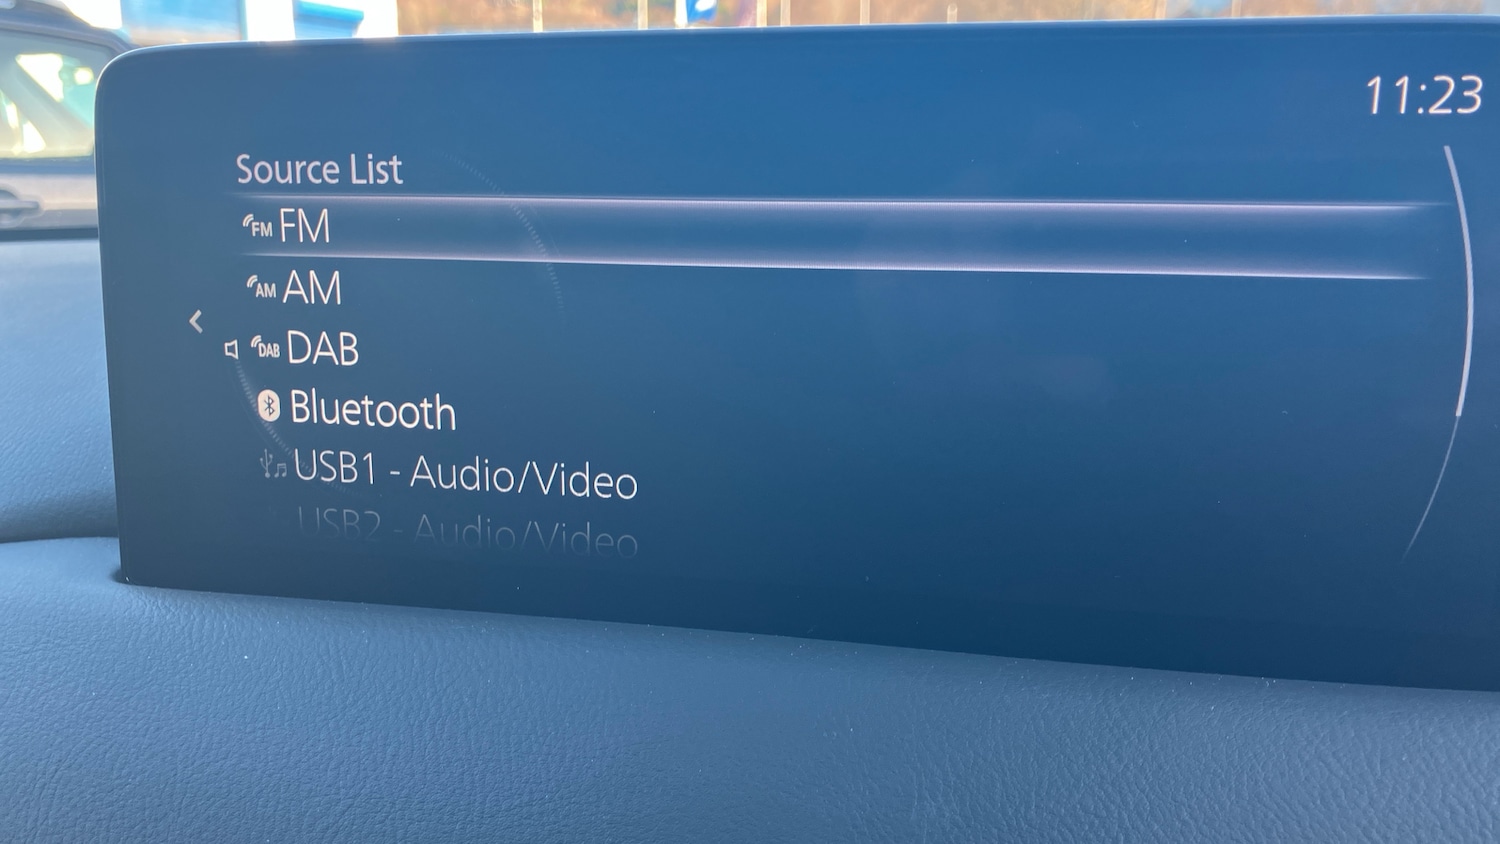 11:23
Source List
FM FM
AM AM
DAB DAB
Bluetooth
USB1 - Audio/Video
USB2 - Audio/Video